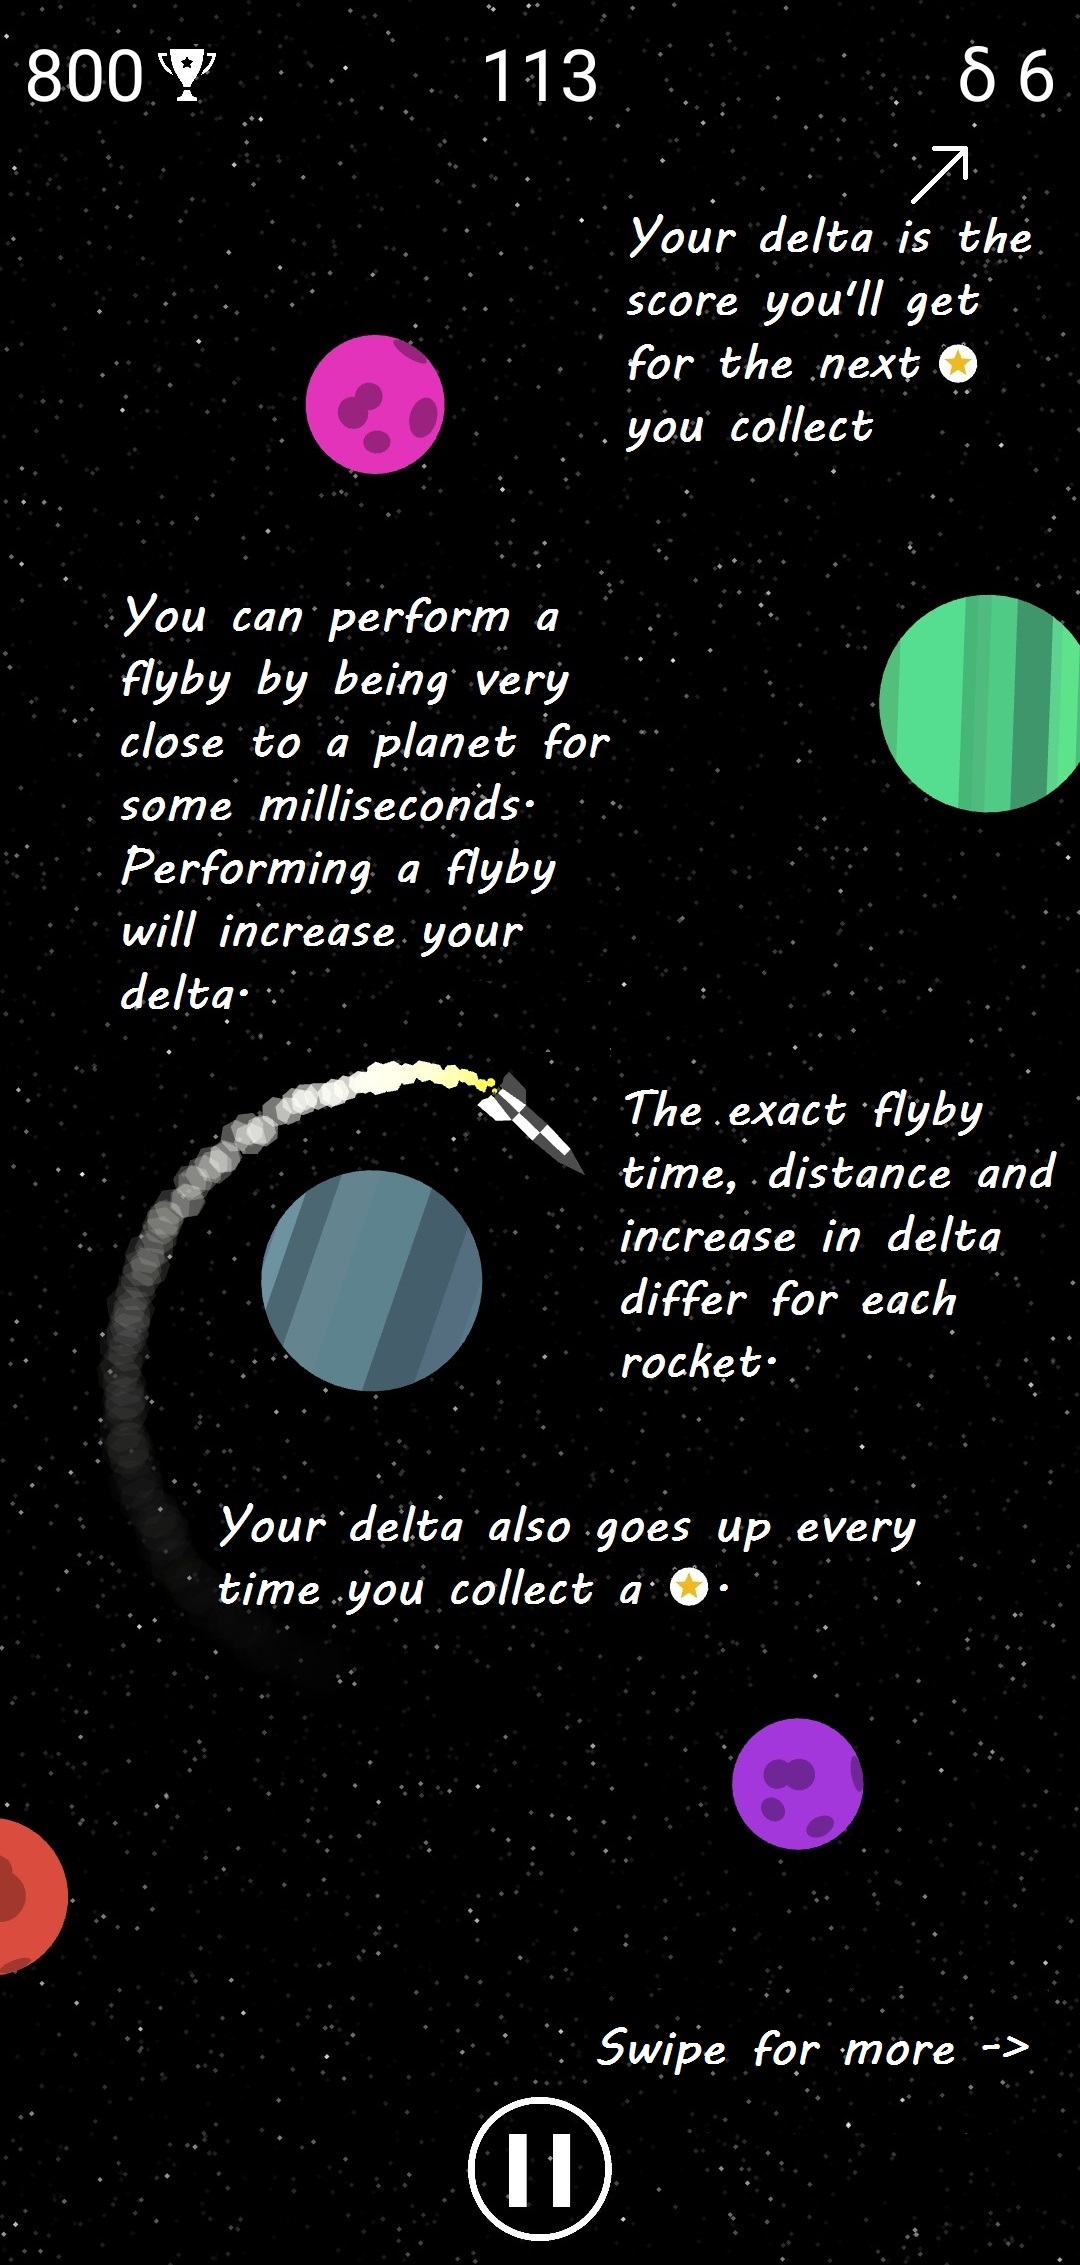 800 113 δ 6
Your delta is the
score you'll get
for the next
you collect
You can perform a
flyby by being very
close to a planet for
some milliseconds.
Performing a flyby
will increase your
delta.
The exact flyby
time, distance and
increase in delta
differ for each
rocket.
Your delta also goes up every
time you collect a .
Swipe for more ->